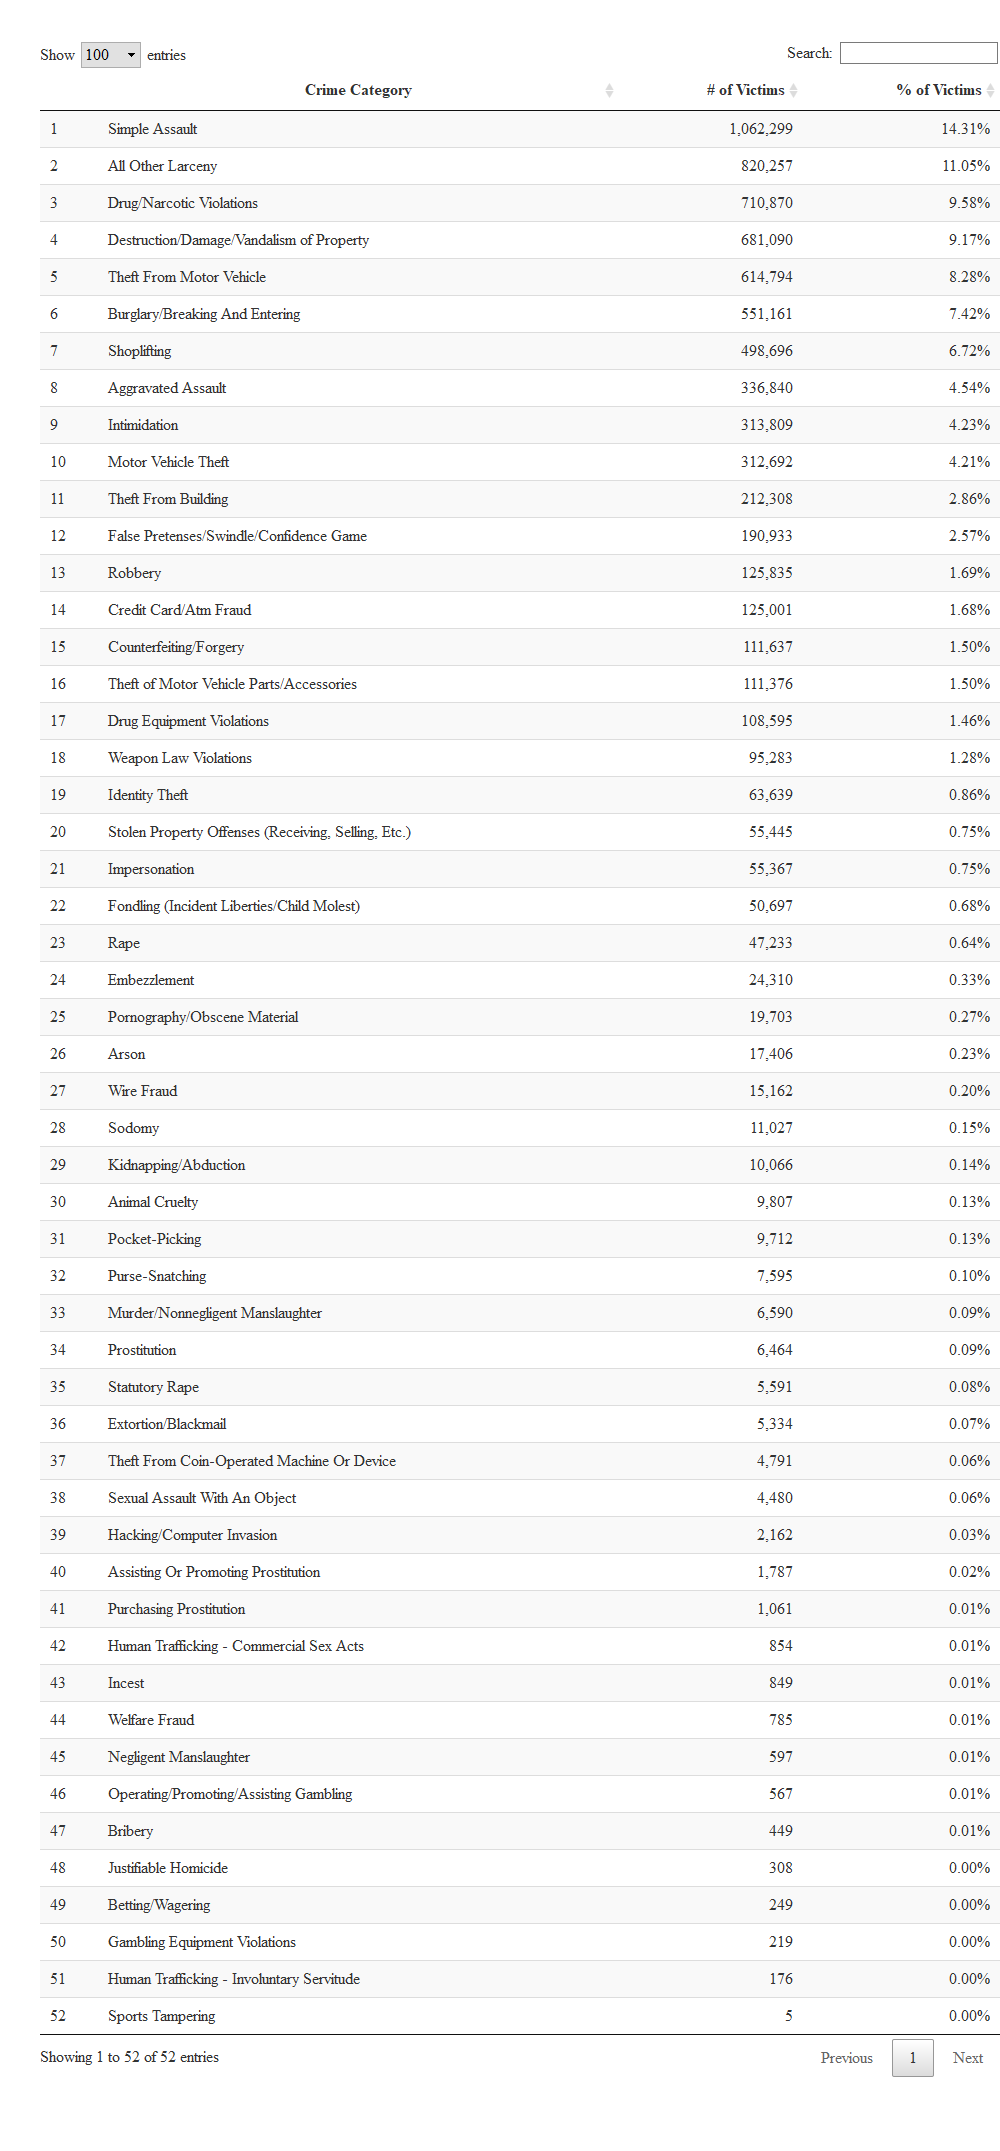 Show 100 entries Search:
Crime Category # of Victims % of Victims
1 Simple Assault 1,062,299 14.31%
2 All Other Larceny 820,257 11.05%
3 Drug/Narcotic Violations 710,870 9.58%
4 Destruction/Damage/Vandalism of Property 681,090 9.17%
5 Theft From Motor Vehicle 614,794 8.28%
6 Burglary/Breaking And Entering 551,161 7.42%
7 Shoplifting 498,696 6.72%
8 Aggravated Assault 336,840 4.54%
9 Intimidation 313,809 4.23%
10 Motor Vehicle Theft 312,692 4.21%
11 Theft From Building 212,308 2.86%
12 False Pretenses/Swindle/Confidence Game 190,933 2.57%
13 Robbery 125,835 1.69%
14 Credit Card/Atm Fraud 125,001 1.68%
15 Counterfeiting/Forgery 111,637 1.50%
16 Theft of Motor Vehicle Parts/Accessories 111,376 1.50%
17 Drug Equipment Violations 108,595 1.46%
18 Weapon Law Violations 95,283 1.28%
19 Identity Theft 63,639 0.86%
20 Stolen Property Offenses (Receiving, Selling, Etc.) 55,445 0.75%
21 Impersonation 55,367 0.75%
22 Fondling (Incident Liberties/Child Molest) 50,697 0.68%
23 Rape 47,233 0.64%
24 Embezzlement 24,310 0.33%
25 Pornography/Obscene Material 19,703 0.27%
26 Arson 17,406 0.23%
27 Wire Fraud 15,162 0.20%
28 Sodomy 11,027 0.15%
29 Kidnapping/Abduction 10,066 0.14%
30 Animal Cruelty 9,807 0.13%
31 Pocket-Picking 9,712 0.13%
32 Purse-Snatching 7,595 0.10%
33 Murder/Nonnegligent Manslaughter 6,590 0.09%
34 Prostitution 6,464 0.09%
35 Statutory Rape 5,591 0.08%
36 Extortion/Blackmail 5,334 0.07%
37 Theft From Coin-Operated Machine Or Device 4,791 0.06%
38 Sexual Assault With An Object 4,480 0.06%
39 Hacking/Computer Invasion 2,162 0.03%
40 Assisting Or Promoting Prostitution 1,787 0.02%
41 Purchasing Prostitution 1,061 0.01%
42 Human Trafficking - Commercial Sex Acts 854 0.01%
43 Incest 849 0.01%
44 Welfare Fraud 785 0.01%
45 Negligent Manslaughter 597 0.01%
46 Operating/Promoting/Assisting Gambling 567 0.01%
47 Bribery 449 0.01%
48 Justifiable Homicide 308 0.00%
49 Betting/Wagering 249 0.00%
50 Gambling Equipment Violations 219 0.00%
51 Human Trafficking - Involuntary Servitude 176 0.00%
52 Sports Tampering 5 0.00%
Showing 1 to 52 of 52 entries Previous 1 Next